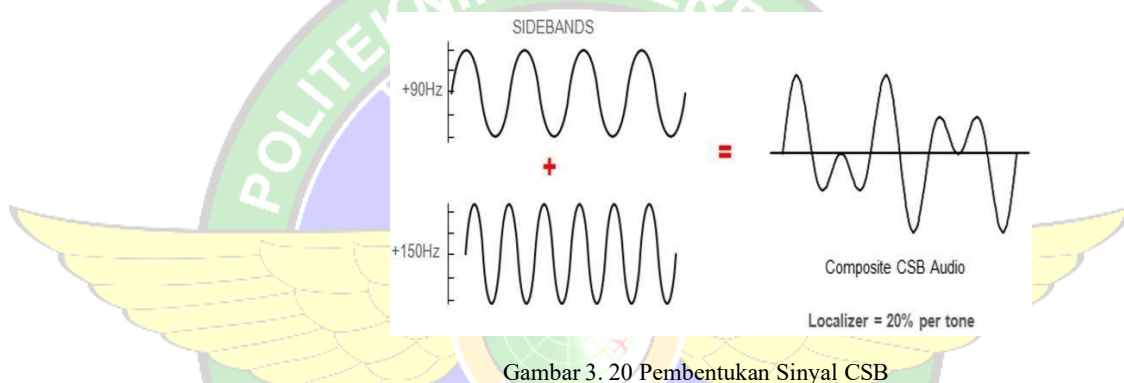 SIDEBANDS
+90Hz
+
=
+150Hz
Composite CSB Audio
Localizer = 20% per tone
Gambar 3. 20 Pembentukan Sinyal CSB